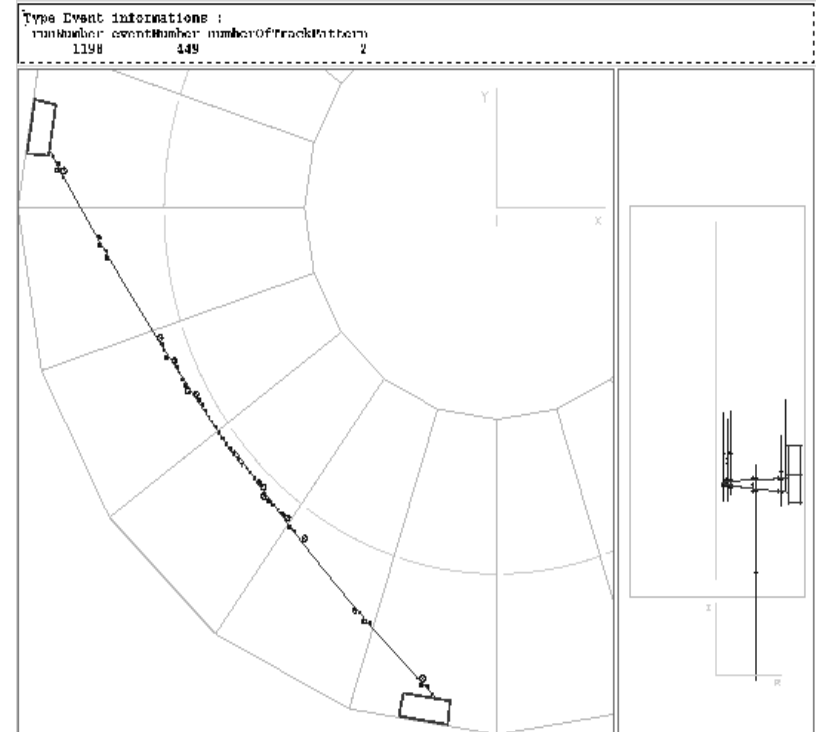 Type Event informations :
runNumber eventNumber numberOfTrackPattern
1198 449 2
Y
X
X
R